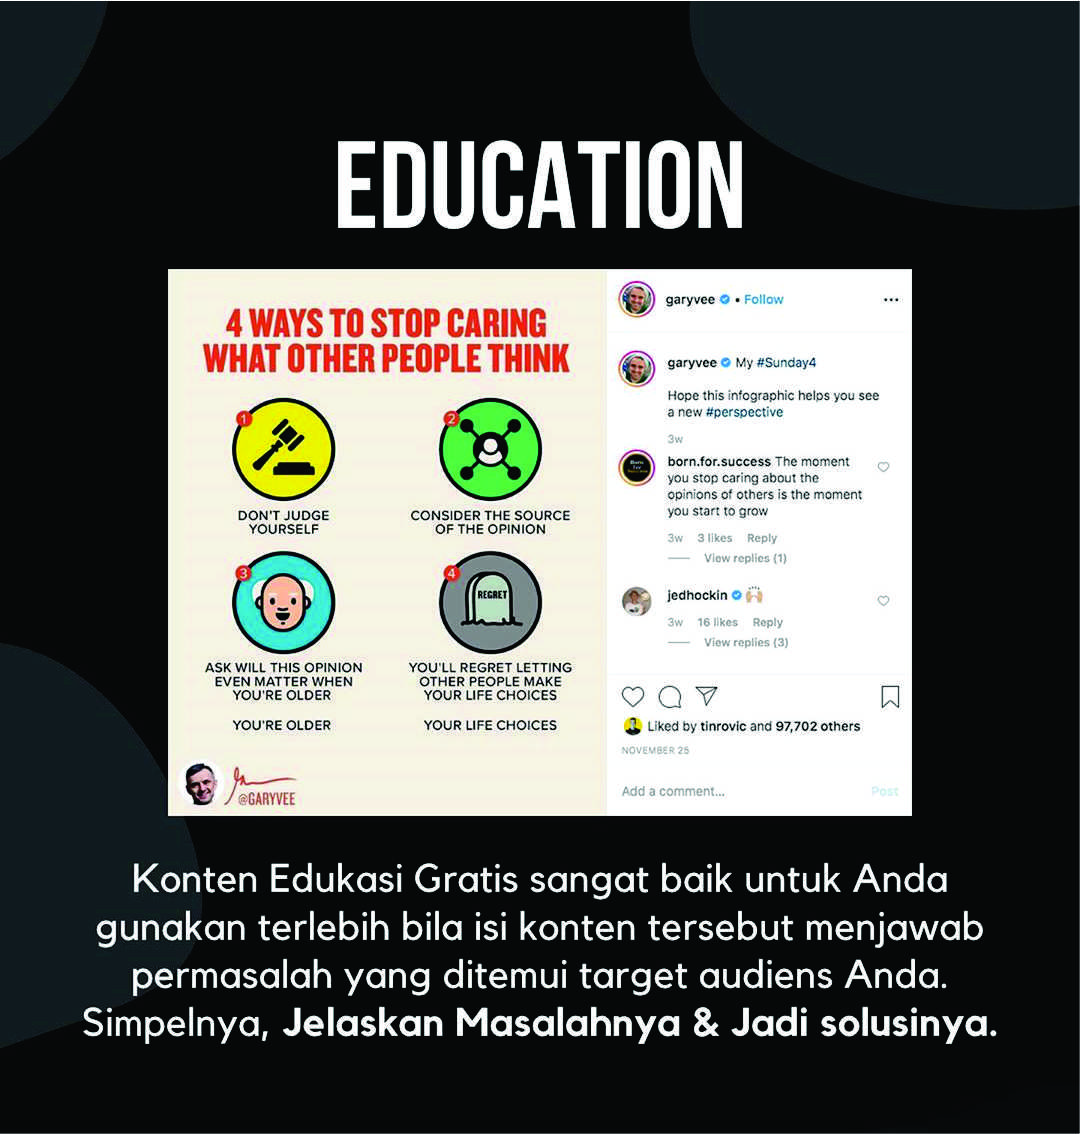 EDUCATION
4 WAYS TO STOP CARING
WHAT OTHER PEOPLE THINK
1
DON'T JUDGE
YOURSELF
2
CONSIDER THE SOURCE
OF THE OPINION
3
ASK WILL THIS OPINION
EVEN MATTER WHEN
YOU'RE OLDER
YOU'RE OLDER
4
REGRET
YOU'LL REGRET LETTING
OTHER PEOPLE MAKE
YOUR LIFE CHOICES
YOUR LIFE CHOICES
@GARYVEE
garyvee • Follow
garyvee My #Sunday4
Hope this infographic helps you see
a new #perspective
3w
born.for.success The moment
you stop caring about the
opinions of others is the moment
you start to grow
3w 3 likes Reply
View replies (1)
jedhockin
3w 16 likes Reply
View replies (3)
Liked by tinrovic and 97,702 others
NOVEMBER 25
Add a comment...
Post
Konten Edukasi Gratis sangat baik untuk Anda
gunakan terlebih bila isi konten tersebut menjawab
permasalah yang ditemui target audiens Anda.
Simpelnya, Jelaskan Masalahnya & Jadi solusinya.